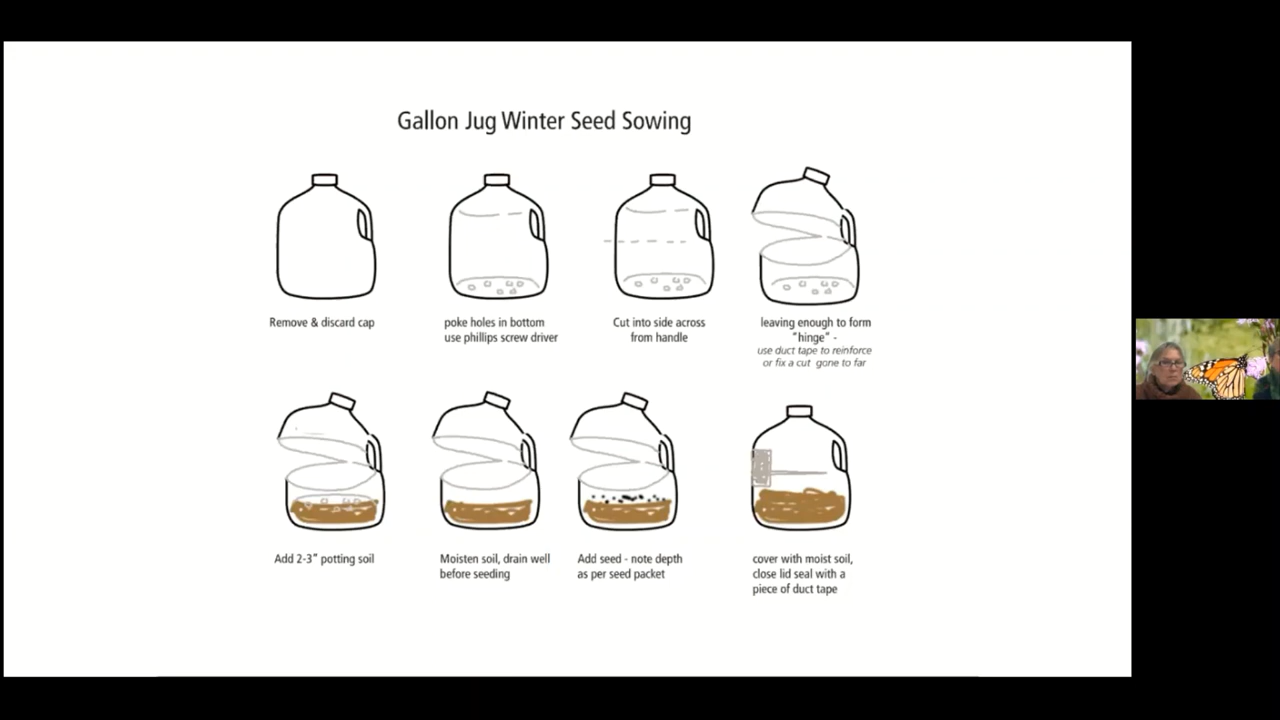 Gallon Jug Winter Seed Sowing
Remove & discard cap
poke holes in bottom
use phillips screw driver
Cut into side across
from handle
leaving enough to form
"hinge" -
use duct tape to reinforce
or fix a cut gone to far
Add 2-3" potting soil
Moisten soil, drain well
before seeding
Add seed - note depth
as per seed packet
cover with moist soil,
close lid seal with a
piece of duct tape